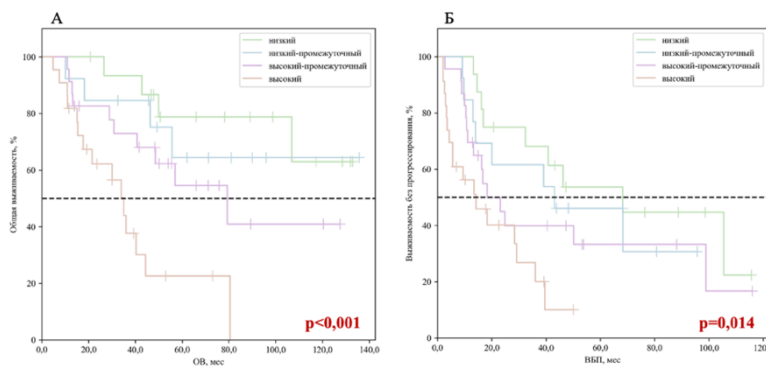 А
Б
низкий
низкий-промежуточный
высокий-промежуточный
высокий
низкий
низкий-промежуточный
высокий-промежуточный
высокий
Общая выживаемость, %
100
80
60
40
20
0
p<0,001
0,0 20,0 40,0 60,0 80,0 100,0 120,0 140,0
ОВ, мес
Выживаемость без прогрессирования, %
100
80
60
40
20
0
p=0,014
0,0 20,0 40,0 60,0 80,0 100,0 120,0
ВБП, мес